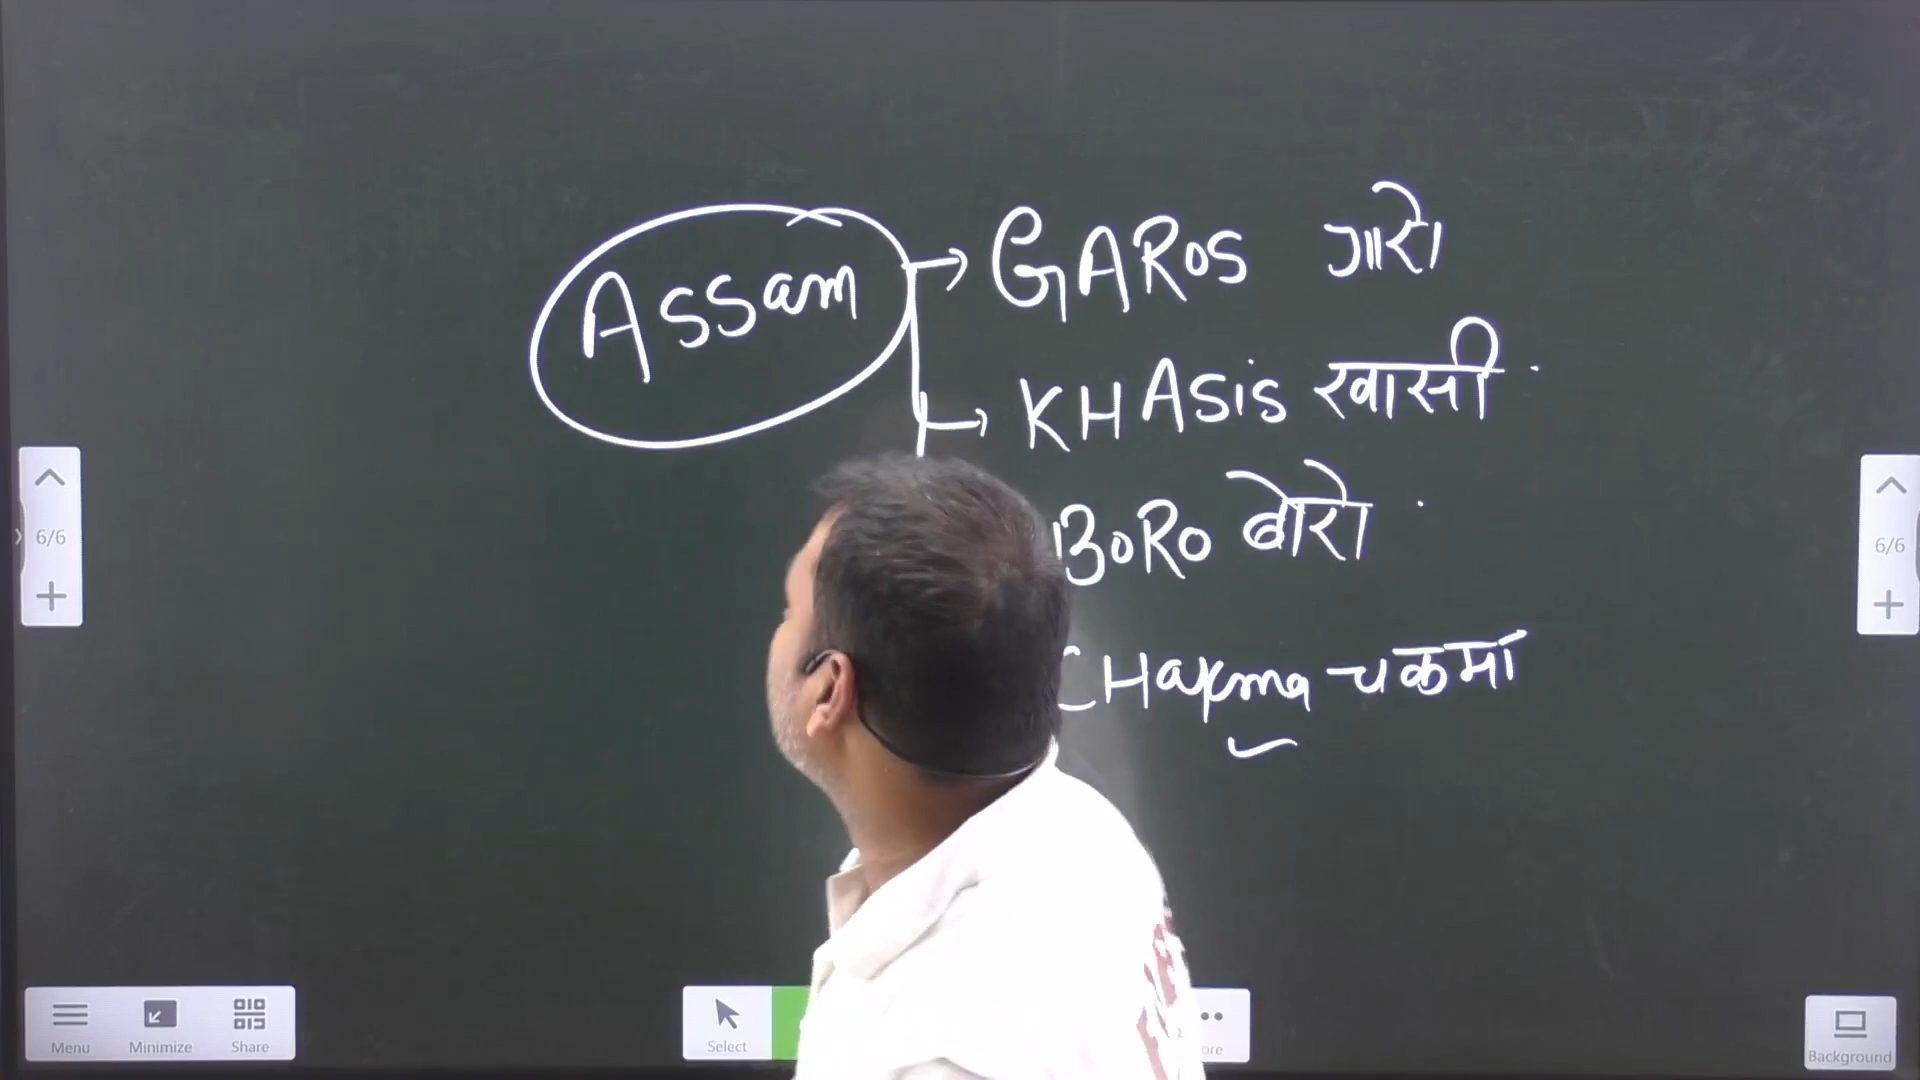 Assam
GAROS गारो
KHASIS खासी
BORO बोरो
CHakma चकमा
6/6
6/6
Menu
Minimize
Share
Select
Background